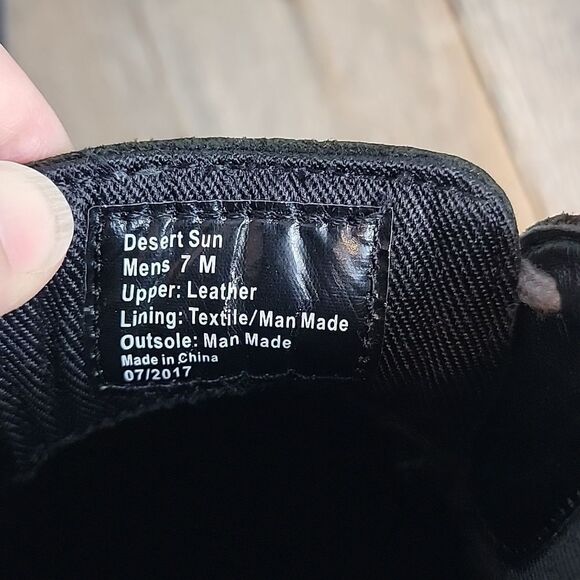 Desert Sun
Mens 7 M
Upper: Leather
Lining: Textile/Man Made
Outsole: Man Made
Made in China
07/2017